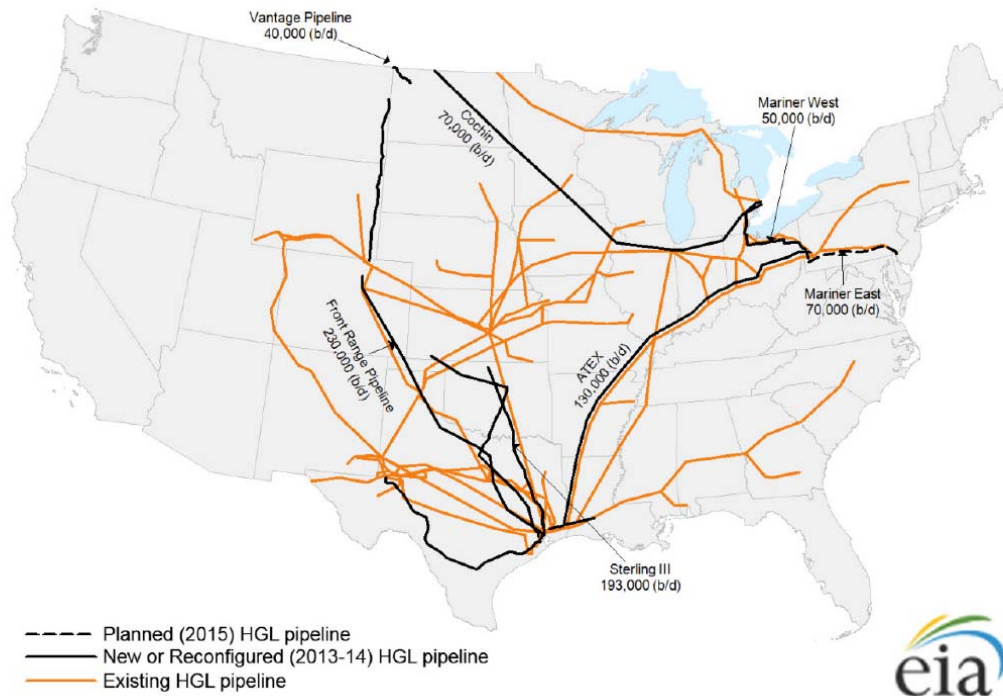 Vantage Pipeline
40,000 (b/d)
Cochin
70,000 (b/d)
Mariner West
50,000 (b/d)
Mariner East
70,000 (b/d)
Front Range Pipeline
230,000 (b/d)
ATEX
130,000 (b/d)
Sterling III
193,000 (b/d)
Planned (2015) HGL pipeline
New or Reconfigured (2013-14) HGL pipeline
Existing HGL pipeline
eia